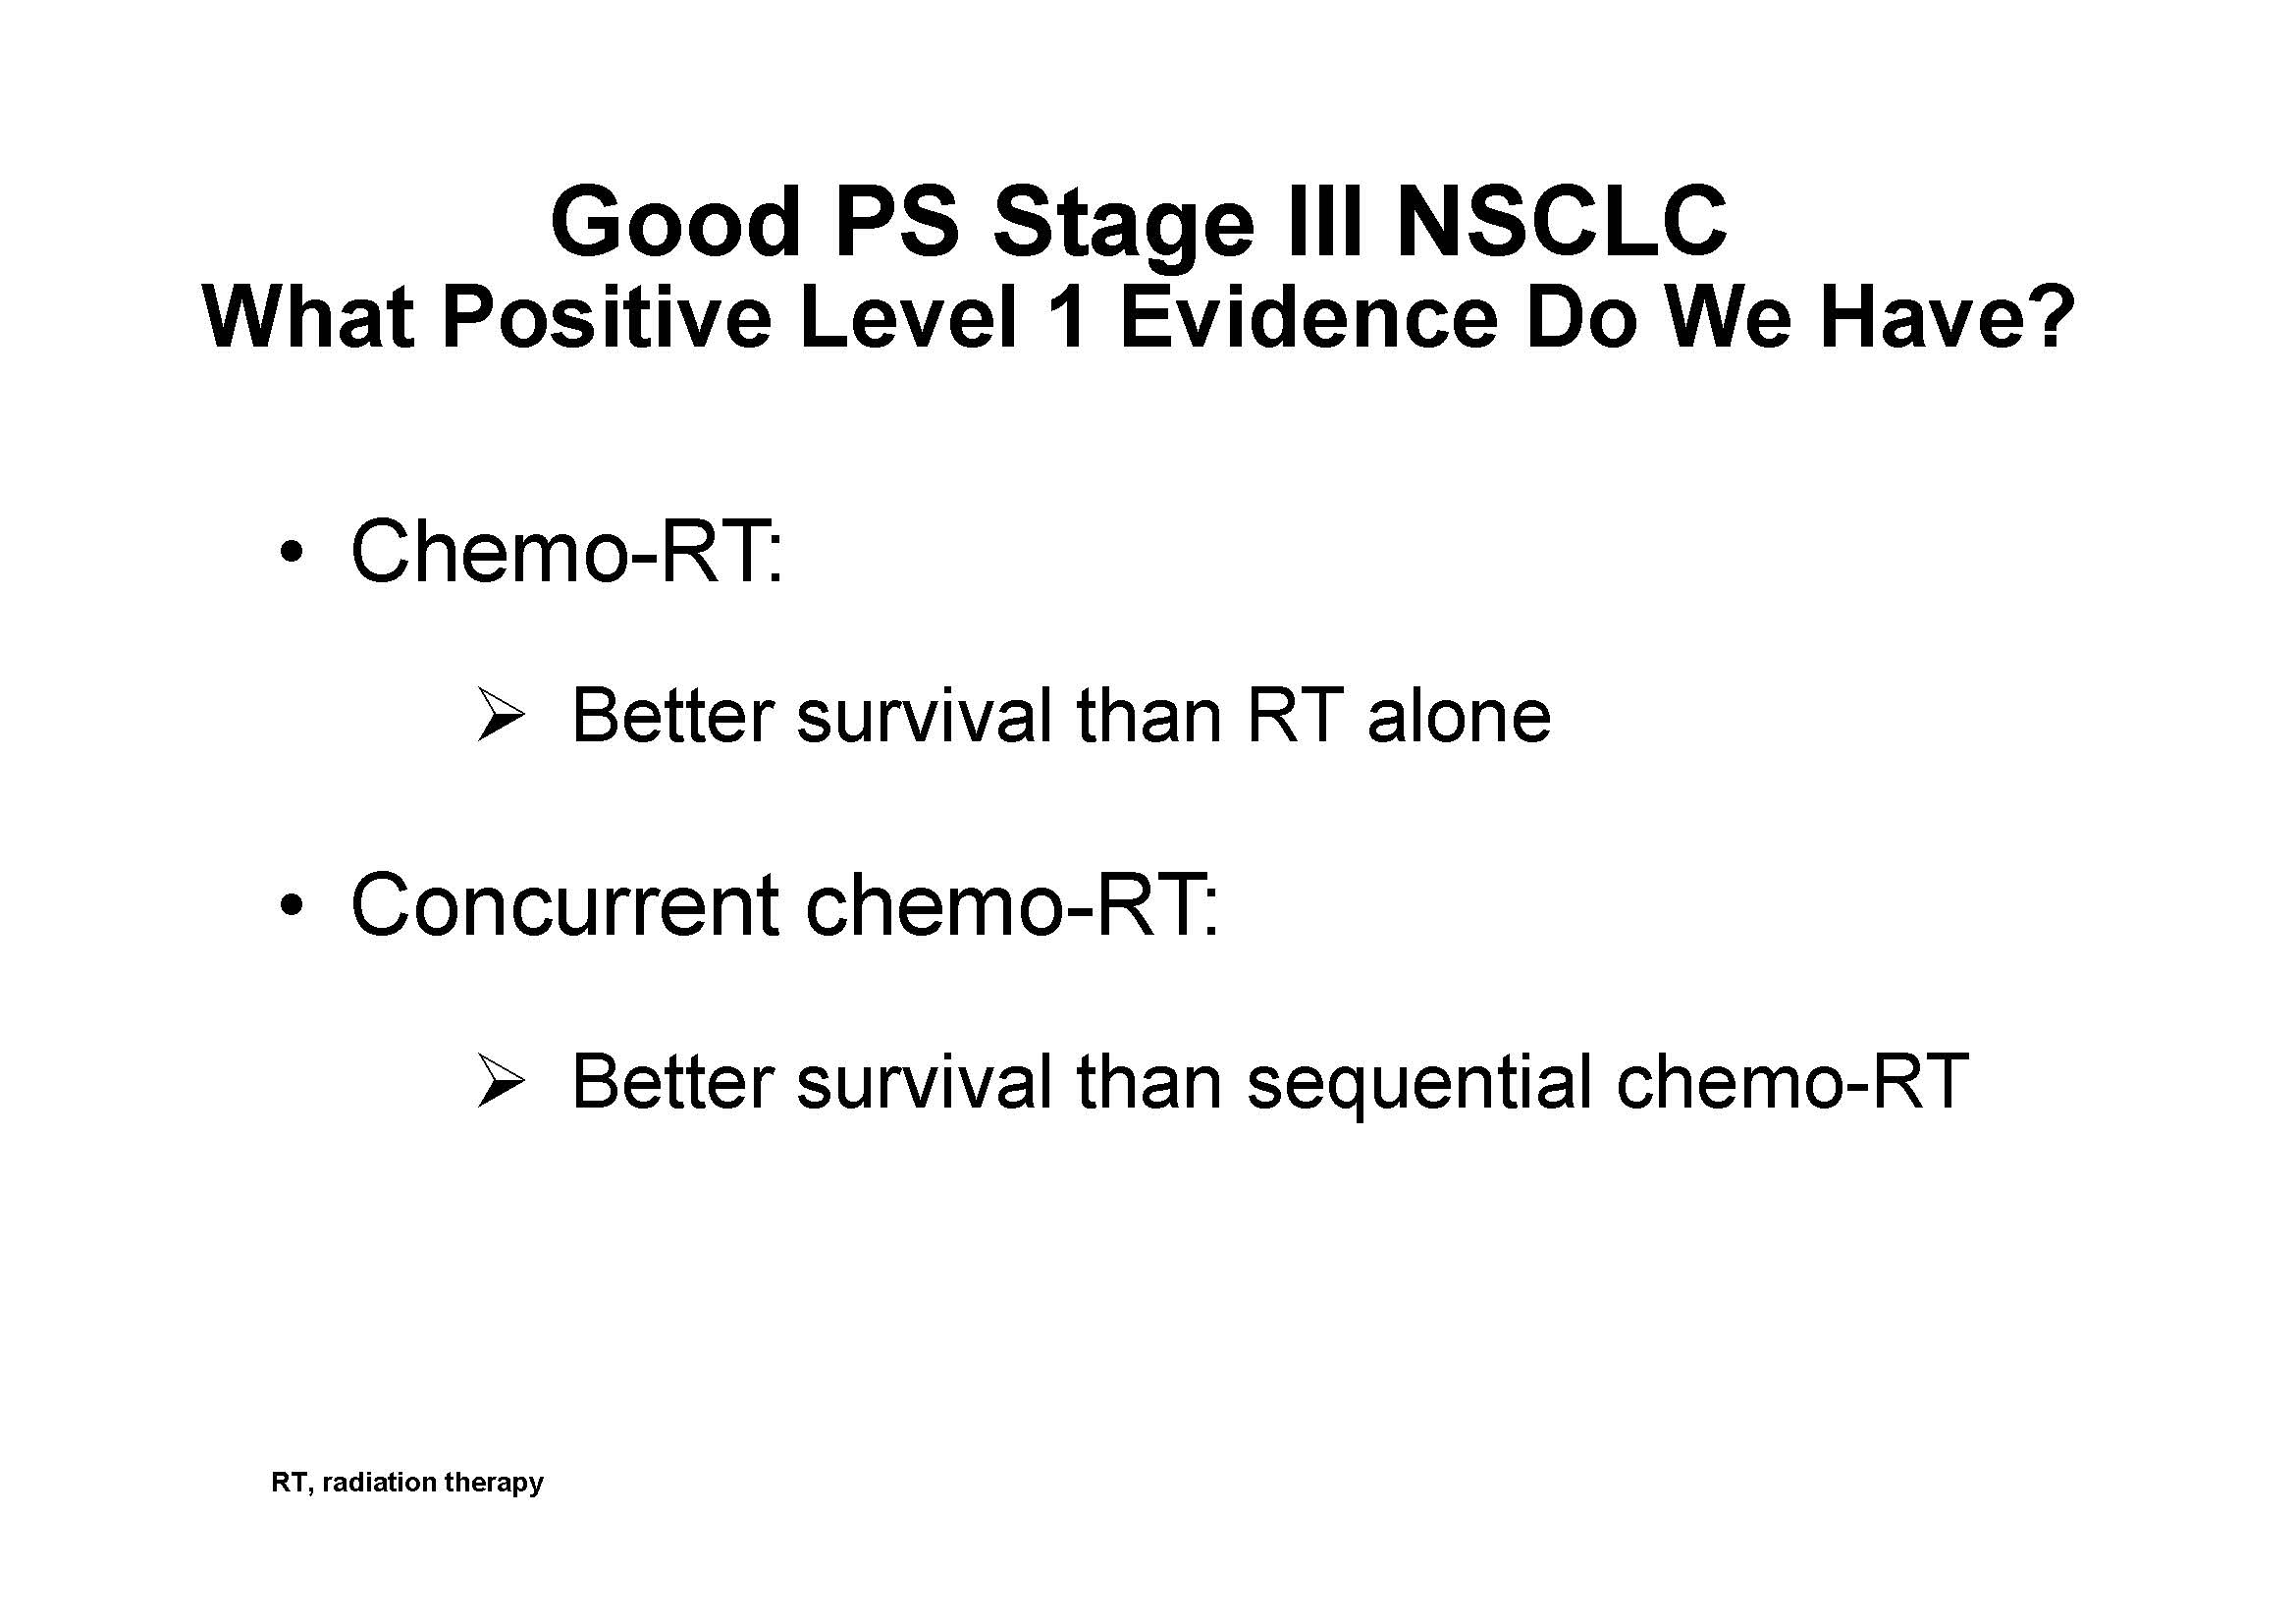 Good PS Stage III NSCLC
What Positive Level 1 Evidence Do We Have?
• Chemo-RT:
➢ Better survival than RT alone
• Concurrent chemo-RT:
➢ Better survival than sequential chemo-RT
RT, radiation therapy